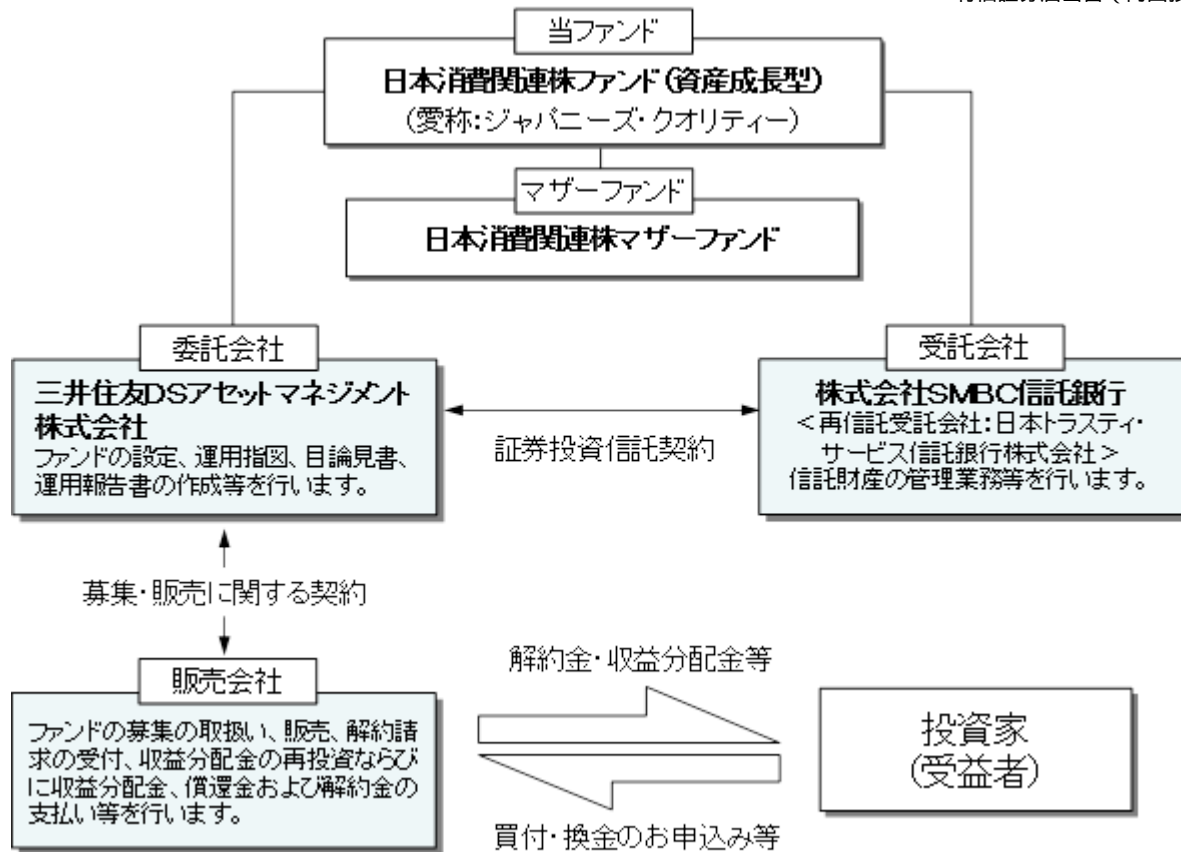 当ファンド
日本消費関連株ファンド(資産成長型)
(愛称:ジャパニーズ・クオリティー)
マザーファンド
日本消費関連株マザーファンド
委託会社
三井住友DSアセットマネジメント
株式会社
ファンドの設定、運用指図、目論見書、
運用報告書の作成等を行います。
証券投資信託契約
受託会社
株式会社SMBC信託銀行
<再信託受託会社:日本トラスティ・
サービス信託銀行株式会社>
信託財産の管理業務等を行います。
募集・販売に関する契約
販売会社
ファンドの募集の取扱い、販売、解約請
求の受付、収益分配金の再投資ならび
に収益分配金、償還金および解約金の
支払い等を行います。
解約金・収益分配金等
買付・換金のお申込み等
投資家
(受益者)